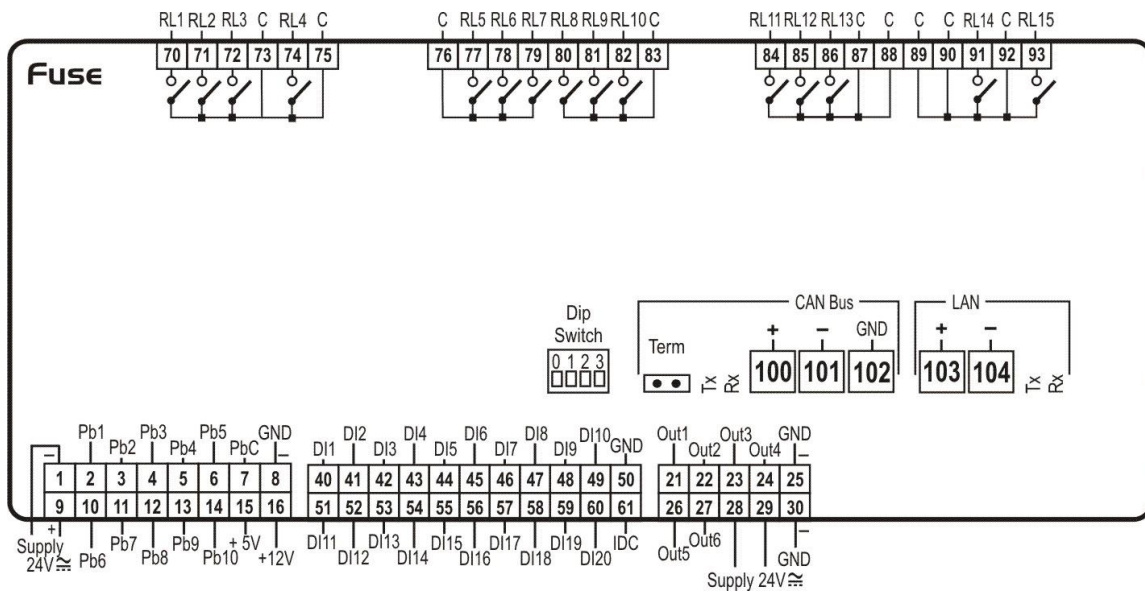 RL1 RL2 RL3 C RL4 C
C RL5 RL6 RL7 RL8 RL9 RL10 C
RL11 RL12 RL13 C C C C RL14 C RL15
70 71 72 73 74 75
76 77 78 79 80 81 82 83
84 85 86 87 88 89 90 91 92 93
Fuse
Dip
Switch
0 1 2 3
CAN Bus
Term
Tx
Rx
+ – GND
100 101 102
LAN
+ –
103 104
Tx
Rx
– Pb1 Pb2 Pb3 Pb4 Pb5 PbC GND –
1 2 3 4 5 6 7 8
9 10 11 12 13 14 15 16
+ Supply 24V≂ Pb6 Pb7 Pb8 Pb9 Pb10 + 5V +12V
DI1 DI2 DI3 DI4 DI5 DI6 DI7 DI8 DI9 DI10 GND
40 41 42 43 44 45 46 47 48 49 50
51 52 53 54 55 56 57 58 59 60 61
DI11 DI12 DI13 DI14 DI15 DI16 DI17 DI18 DI19 DI20 IDC
Out1 Out2 Out3 Out4 GND –
21 22 23 24 25
26 27 28 29 30
Out5 Out6 – GND
Supply 24V≂